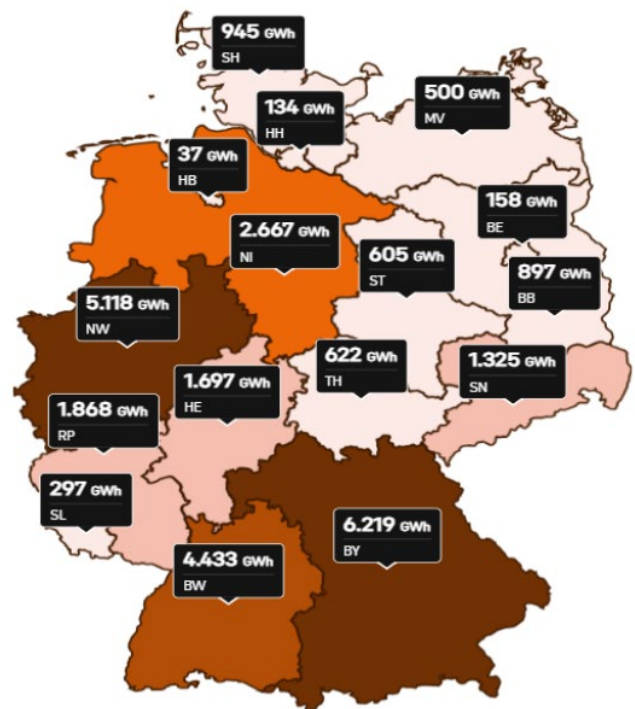 945 GWh
SH
134 GWh
HH
500 GWh
MV
37 GWh
HB
158 GWh
BE
2.667 GWh
NI
605 GWh
ST
897 GWh
BB
5.118 GWh
NW
622 GWh
TH
1.325 GWh
SN
1.697 GWh
HE
1.868 GWh
RP
297 GWh
SL
6.219 GWh
BY
4.433 GWh
BW